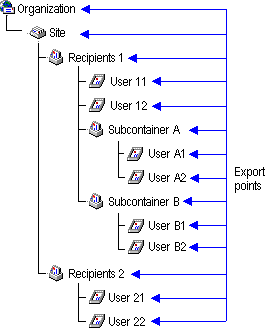 Organization
Site
Recipients 1
User 11
User 12
Subcontainer A
User A1
User A2
Export
points
Subcontainer B
User B1
User B2
Recipients 2
User 21
User 22